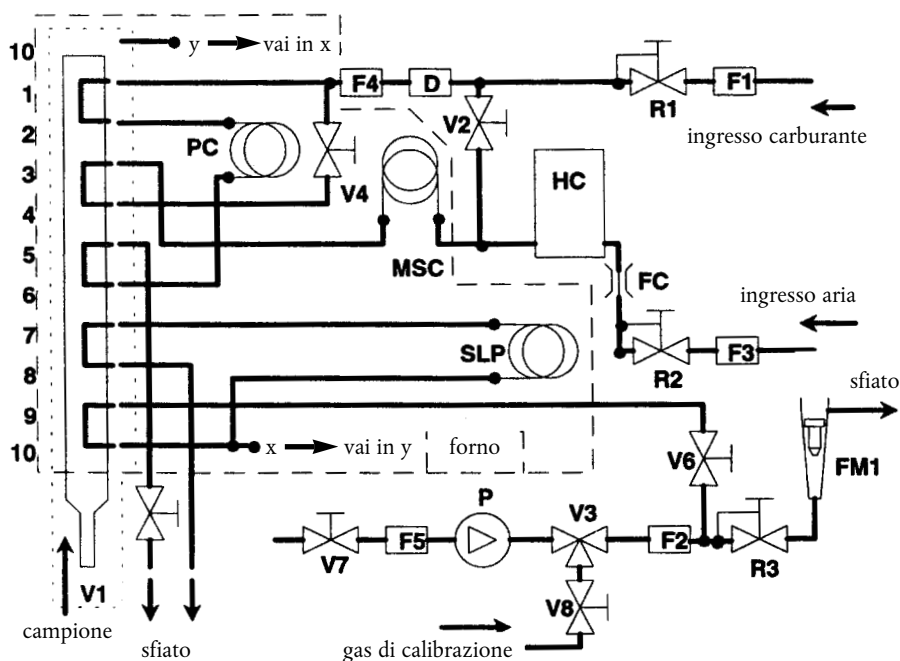 10
y vai in x
1
F4
D
R1
F1
ingresso carburante
2
PC
V2
3
V4
HC
4
MSC
5
FC
6
ingresso aria
7
SLP
R2
F3
8
sfiato
9
10
x vai in y
forno
V6
FM1
P
V3
F5
F2
V7
R3
V1
V8
campione
sfiato
gas di calibrazione